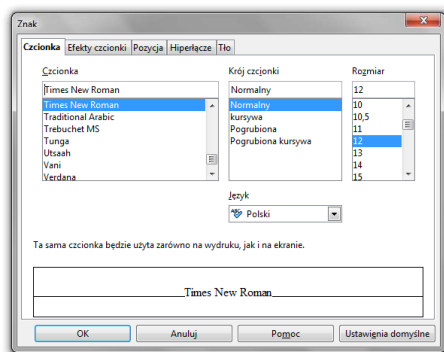 Znak
Czcionka Efekty czcionki Pozycja Hiperłącze Tło
Czcionka Krój czcionki Rozmiar
Times New Roman Normalny 12
Times New Roman Normalny 10
Traditional Arabic kursywa 10,5
Trebuchet MS Pogrubiona 11
Tunga Pogrubiona kursywa 12
Utsaah 13
Vani 14
Verdana 15
Język
Polski
Ta sama czcionka będzie użyta zarówno na wydruku, jak i na ekranie.
Times New Roman
OK Anuluj Pomoc Ustawienia domyślne